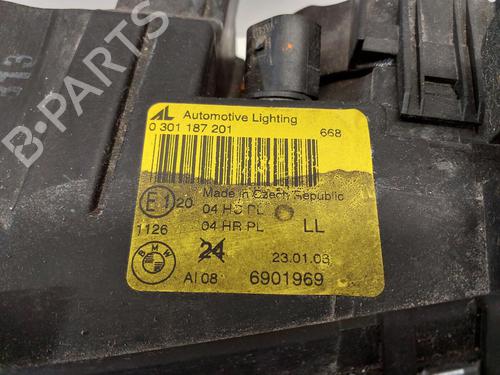 AL Automotive Lighting
0 301 187 201 668
Made in Czech Republic
E1 20 04 HC PL
1126 04 HR PL LL
BMW 24 23.01.03
AI 08 6901969
B-PARTS